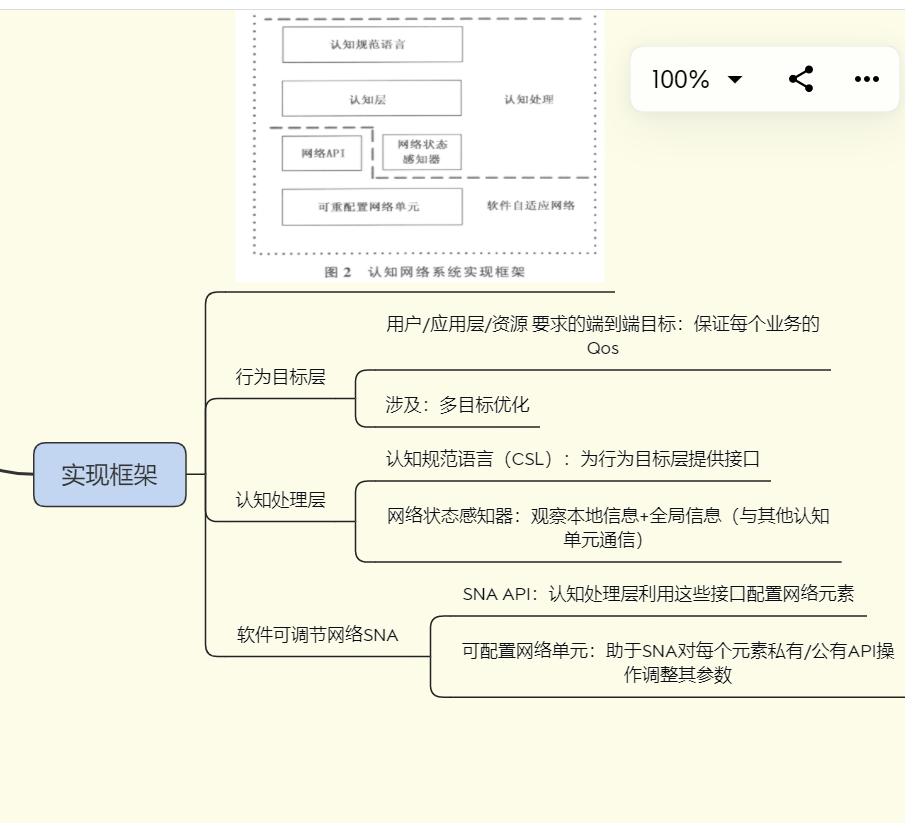 认知规范语言
100%
认知层
认知处理
网络API
网络状态
感知器
可重配置网络单元
软件自适应网络
图 2 认知网络系统实现框架
用户/应用层/资源 要求的端到端目标：保证每个业务的
Qos
行为目标层
涉及：多目标优化
认知规范语言（CSL）：为行为目标层提供接口
实现框架
认知处理层
网络状态感知器：观察本地信息+全局信息（与其他认知
单元通信）
SNA API：认知处理层利用这些接口配置网络元素
软件可调节网络SNA
可配置网络单元：助于SNA对每个元素私有/公有API操
作调整其参数